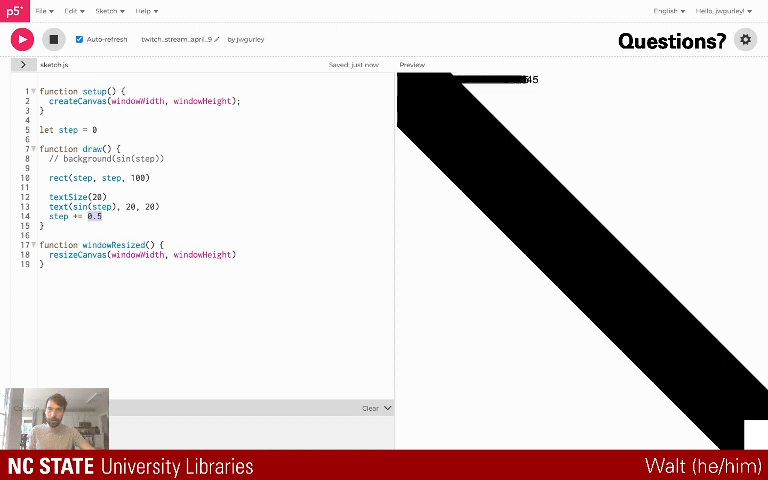 p5*
File Edit Sketch Help English Hello, jwgurley!
Auto-refresh twitch_stream_april_9 by jwgurley Questions?
sketch.js Saved: just now Preview
1 function setup() {
2 createCanvas(windowWidth, windowHeight);
3 }
4
5 let step = 0
6
7 function draw() {
8 // background(sin(step))
9
10 rect(step, step, 100)
11
12 textSize(20)
13 text(sin(step), 20, 20)
14 step += 0.5
15 }
16
17 function windowResized() {
18 resizeCanvas(windowWidth, windowHeight)
19 }
Clear
NC STATE University Libraries Walt (he/him)